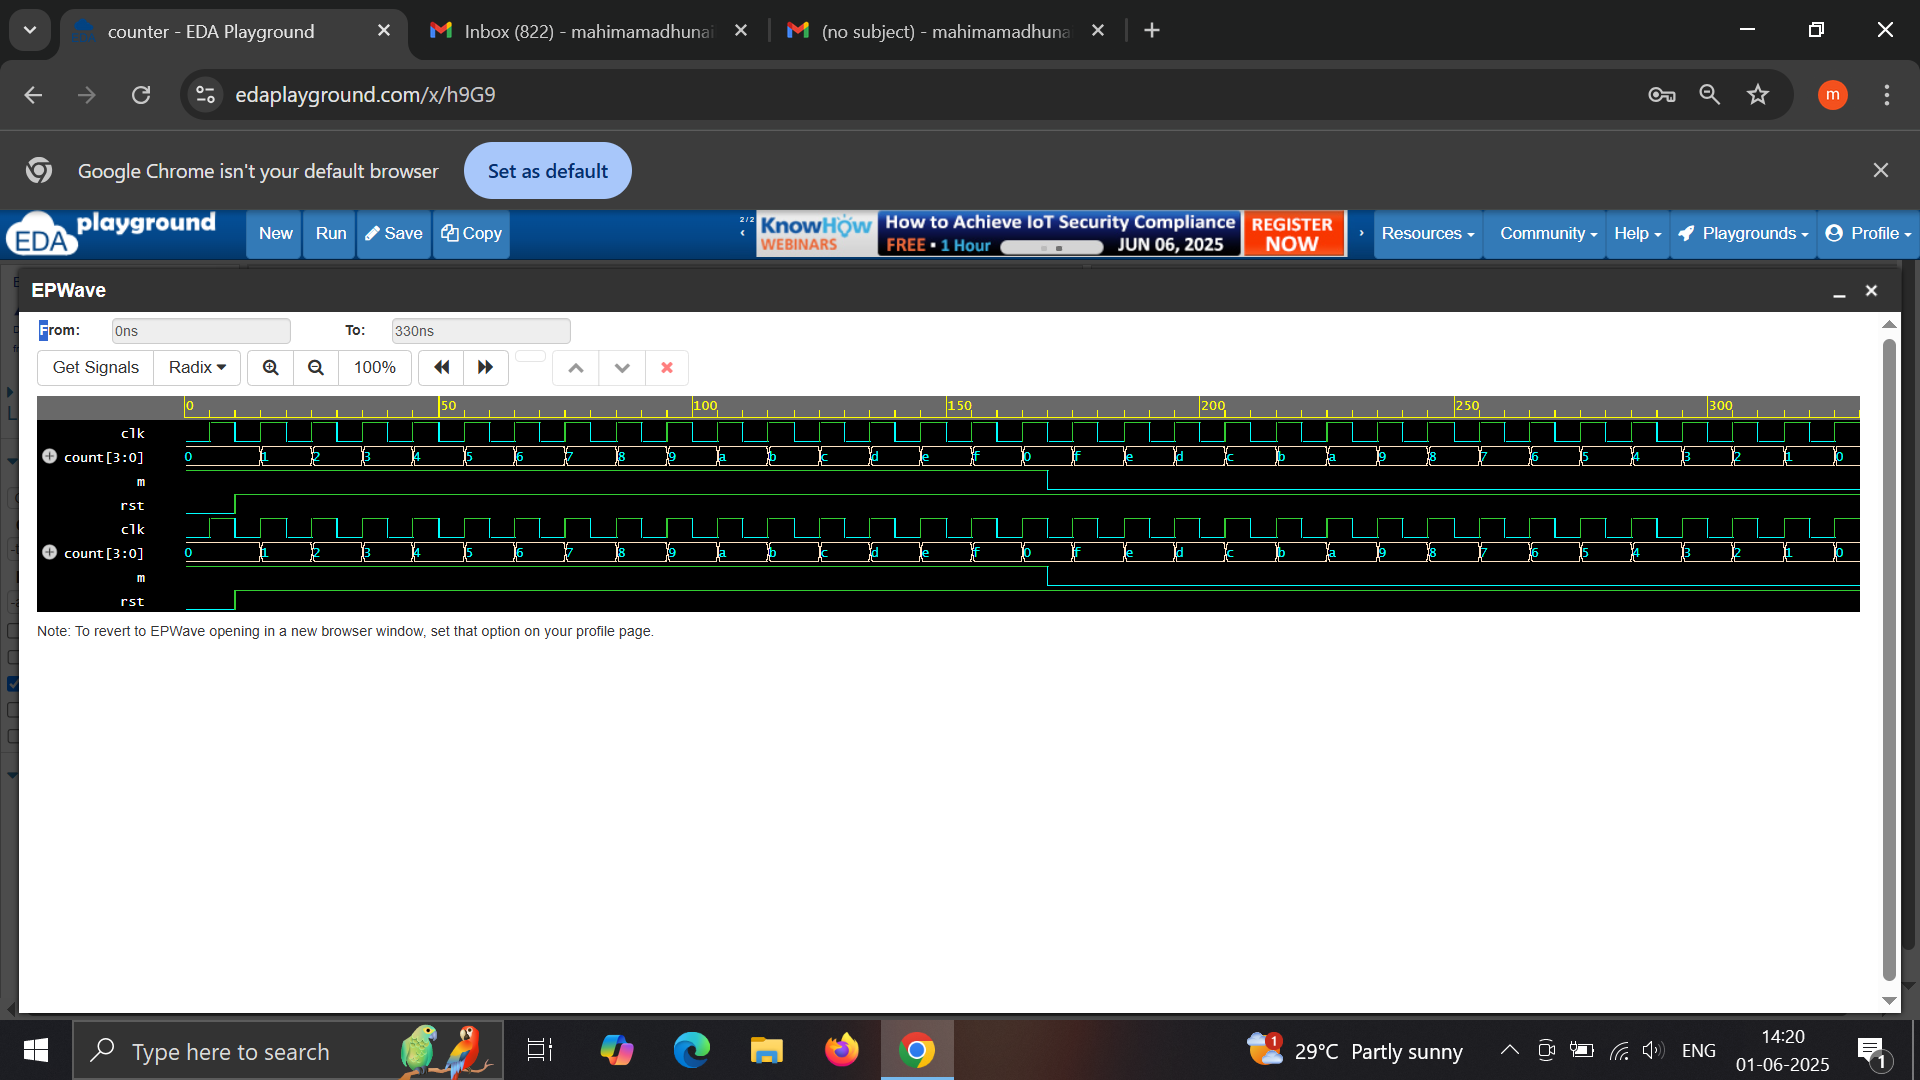 counter - EDA Playground
Inbox (822) - mahimamadhunai
(no subject) - mahimamadhuna
edaplayground.com/x/h9G9
m
Google Chrome isn't your default browser
Set as default
EDA playground
New
Run
Save
Copy
2/2
KnowHow WEBINARS
How to Achieve IoT Security Compliance
FREE • 1 Hour
JUN 06, 2025
REGISTER NOW
Resources
Community
Help
Playgrounds
Profile
EPWave
From: 0ns To: 330ns
Get Signals
Radix
100%
0 50 100 150 200 250 300
clk
count[3:0] 0 1 2 3 4 5 6 7 8 9 a b c d e f 0 f e d c b a 9 8 7 6 5 4 3 2 1 0
m
rst
clk
count[3:0] 0 1 2 3 4 5 6 7 8 9 a b c d e f 0 f e d c b a 9 8 7 6 5 4 3 2 1 0
m
rst
Note: To revert to EPWave opening in a new browser window, set that option on your profile page.
Type here to search
1
29°C Partly sunny
ENG
14:20
01-06-2025
1